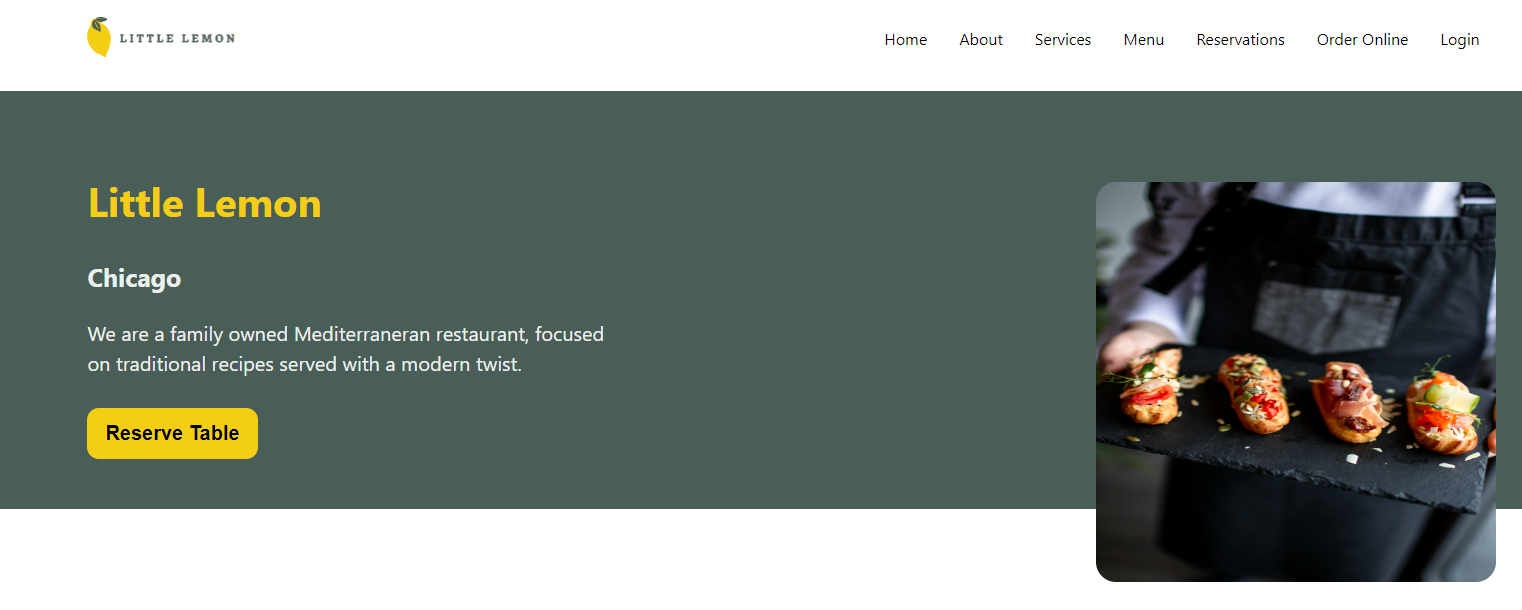 LITTLE LEMON
Home About Services Menu Reservations Order Online Login
Little Lemon
Chicago
We are a family owned Mediterraneran restaurant, focused
on traditional recipes served with a modern twist.
Reserve Table